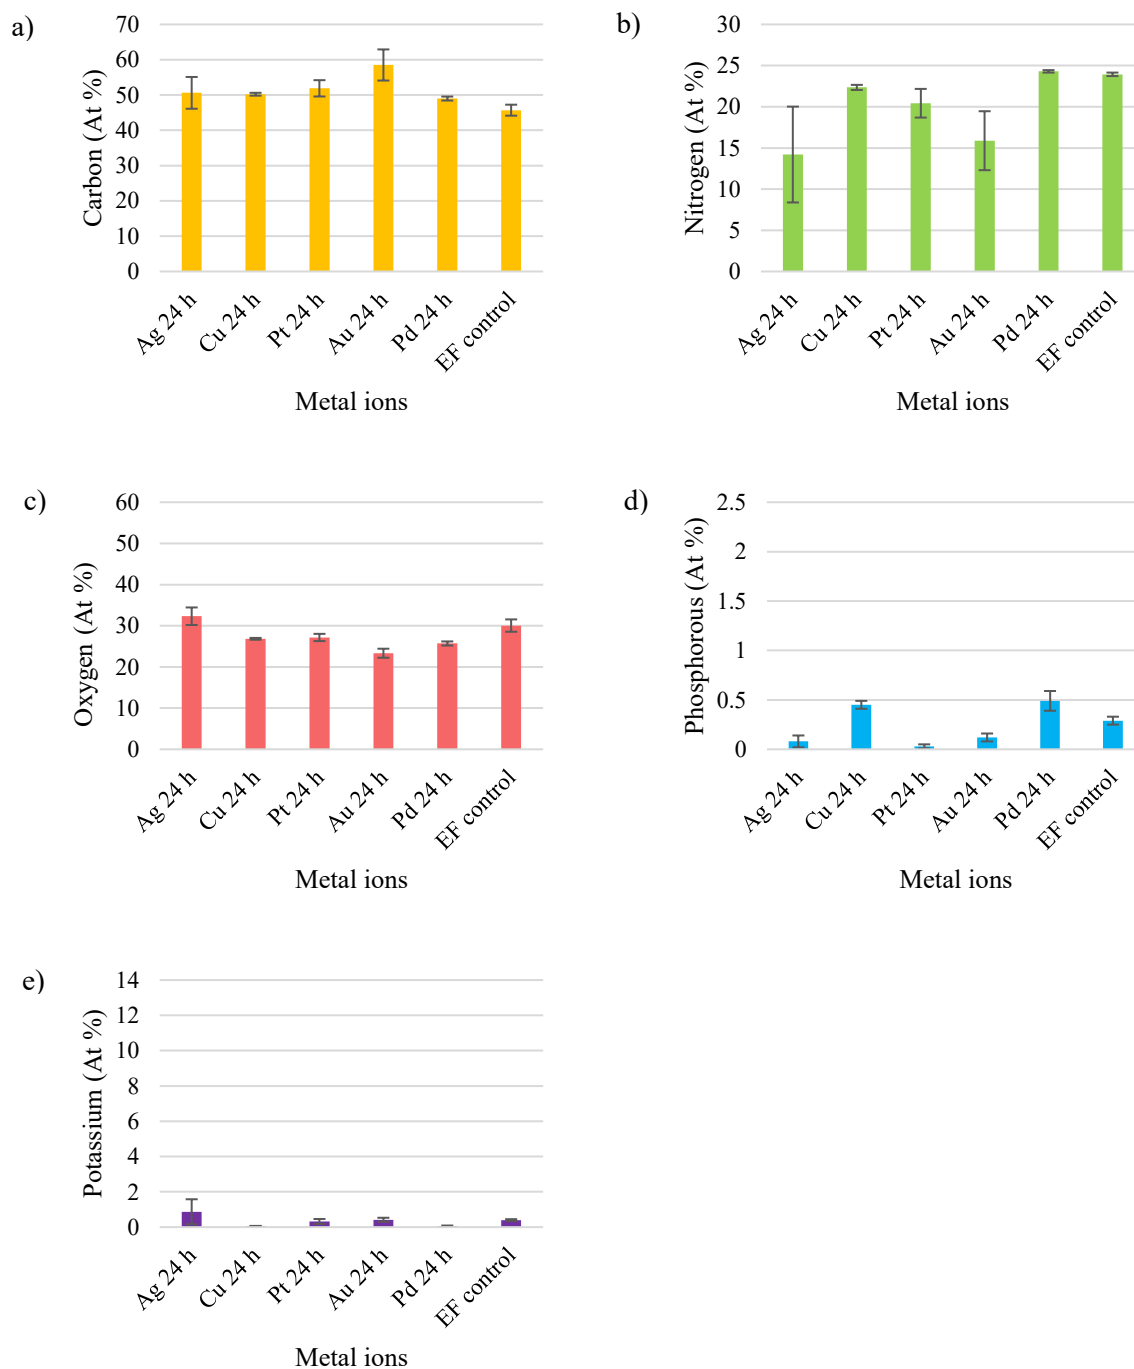 a)
Carbon (At %)
70
60
50
40
30
20
10
0
Ag 24 h
Cu 24 h
Pt 24 h
Au 24 h
Pd 24 h
EF control
Metal ions
b)
Nitrogen (At %)
30
25
20
15
10
5
0
Ag 24 h
Cu 24 h
Pt 24 h
Au 24 h
Pd 24 h
EF control
Metal ions
c)
Oxygen (At %)
60
50
40
30
20
10
0
Ag 24 h
Cu 24 h
Pt 24 h
Au 24 h
Pd 24 h
EF control
Metal ions
d)
Phosphorous (At %)
2.5
2
1.5
1
0.5
0
Ag 24 h
Cu 24 h
Pt 24 h
Au 24 h
Pd 24 h
EF control
Metal ions
e)
Potassium (At %)
14
12
10
8
6
4
2
0
Ag 24 h
Cu 24 h
Pt 24 h
Au 24 h
Pd 24 h
EF control
Metal ions